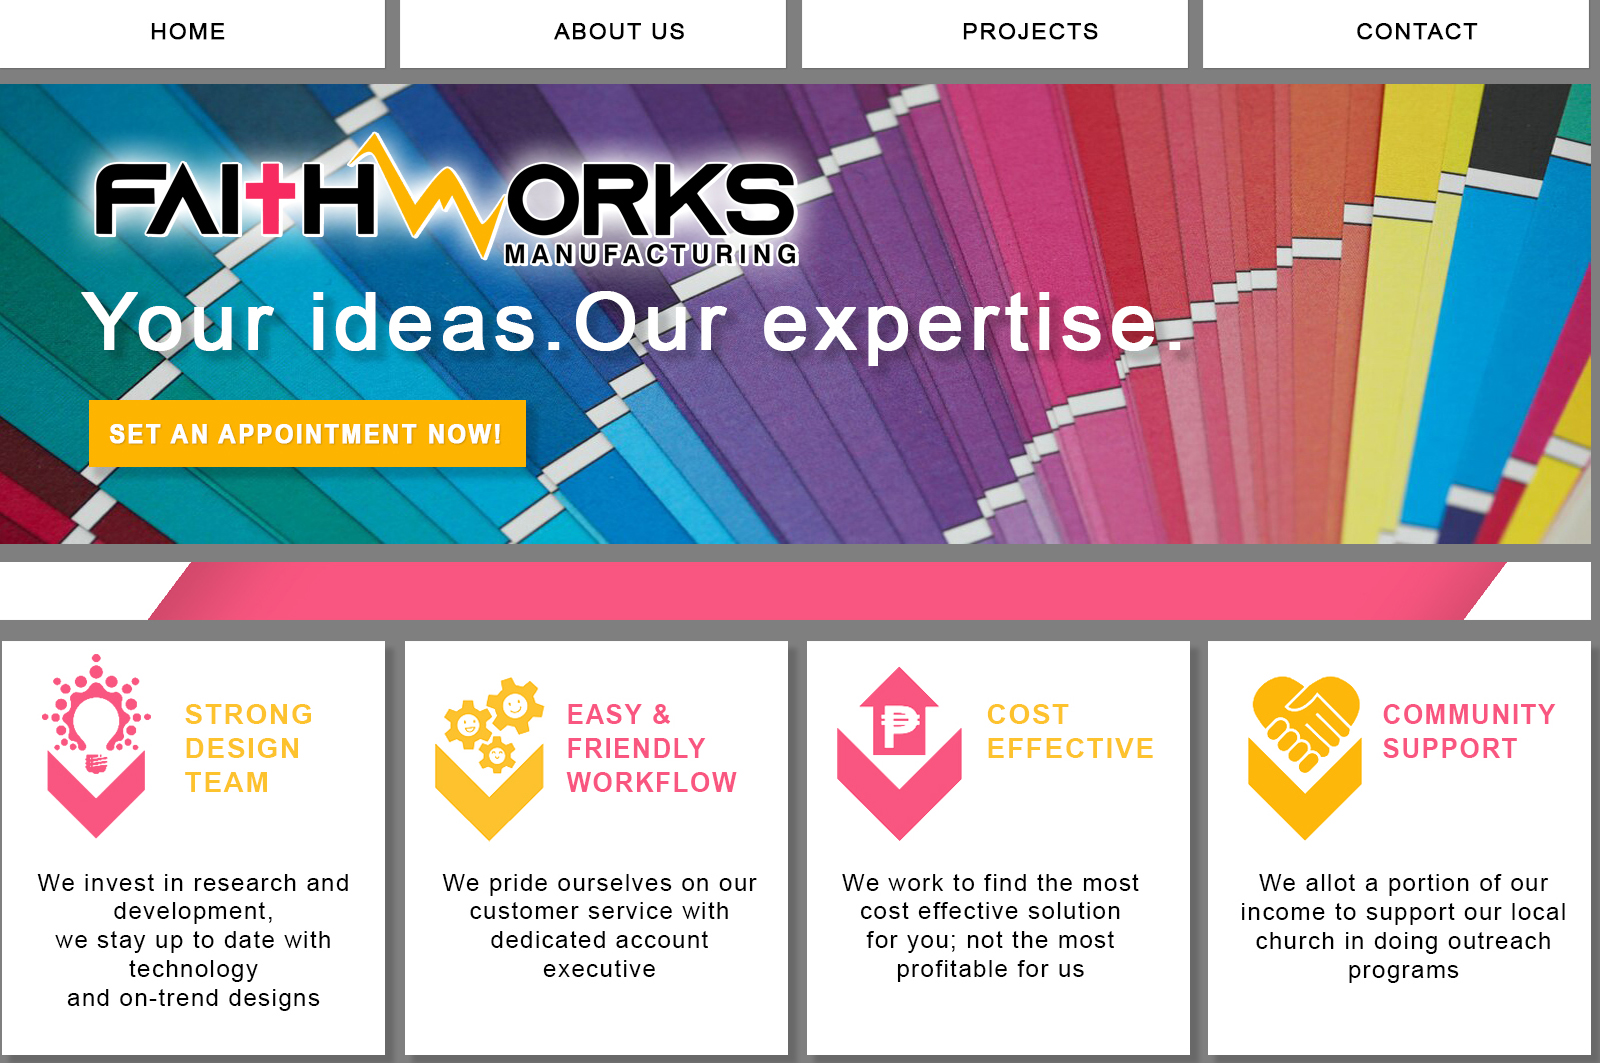 HOME
ABOUT US
PROJECTS
CONTACT
FAITHWORKS
MANUFACTURING
Your ideas.Our expertise.
SET AN APPOINTMENT NOW!
STRONG
DESIGN
TEAM
We invest in research and
development,
we stay up to date with
technology
and on-trend designs
EASY &
FRIENDLY
WORKFLOW
We pride ourselves on our
customer service with
dedicated account
executive
₱
COST
EFFECTIVE
We work to find the most
cost effective solution
for you; not the most
profitable for us
COMMUNITY
SUPPORT
We allot a portion of our
income to support our local
church in doing outreach
programs